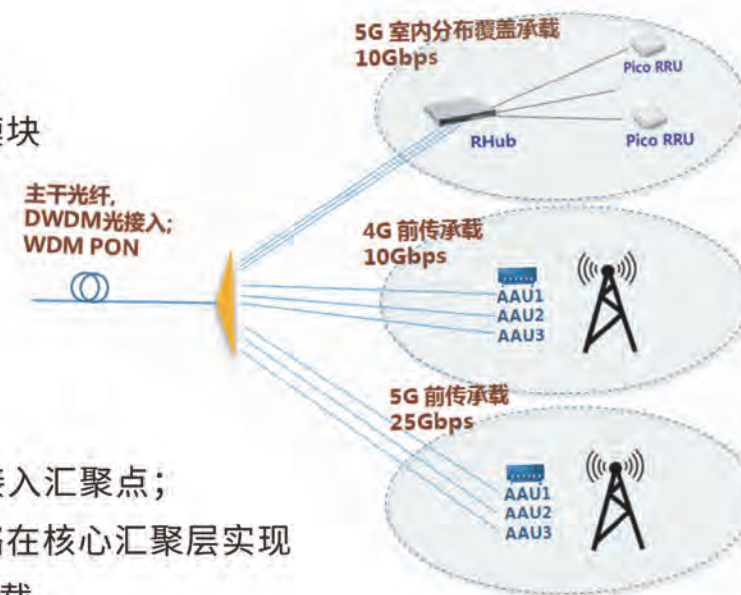 5G 室内分布覆盖承载
10Gbps
Pico RRU
RHub
Pico RRU
块
主干光纤,
DWDM光接入;
WDM PON
4G 前传承载
10Gbps
AAU1
AAU2
AAU3
5G 前传承载
25Gbps
AAU1
AAU2
AAU3
接入汇聚点；
在核心汇聚层实现